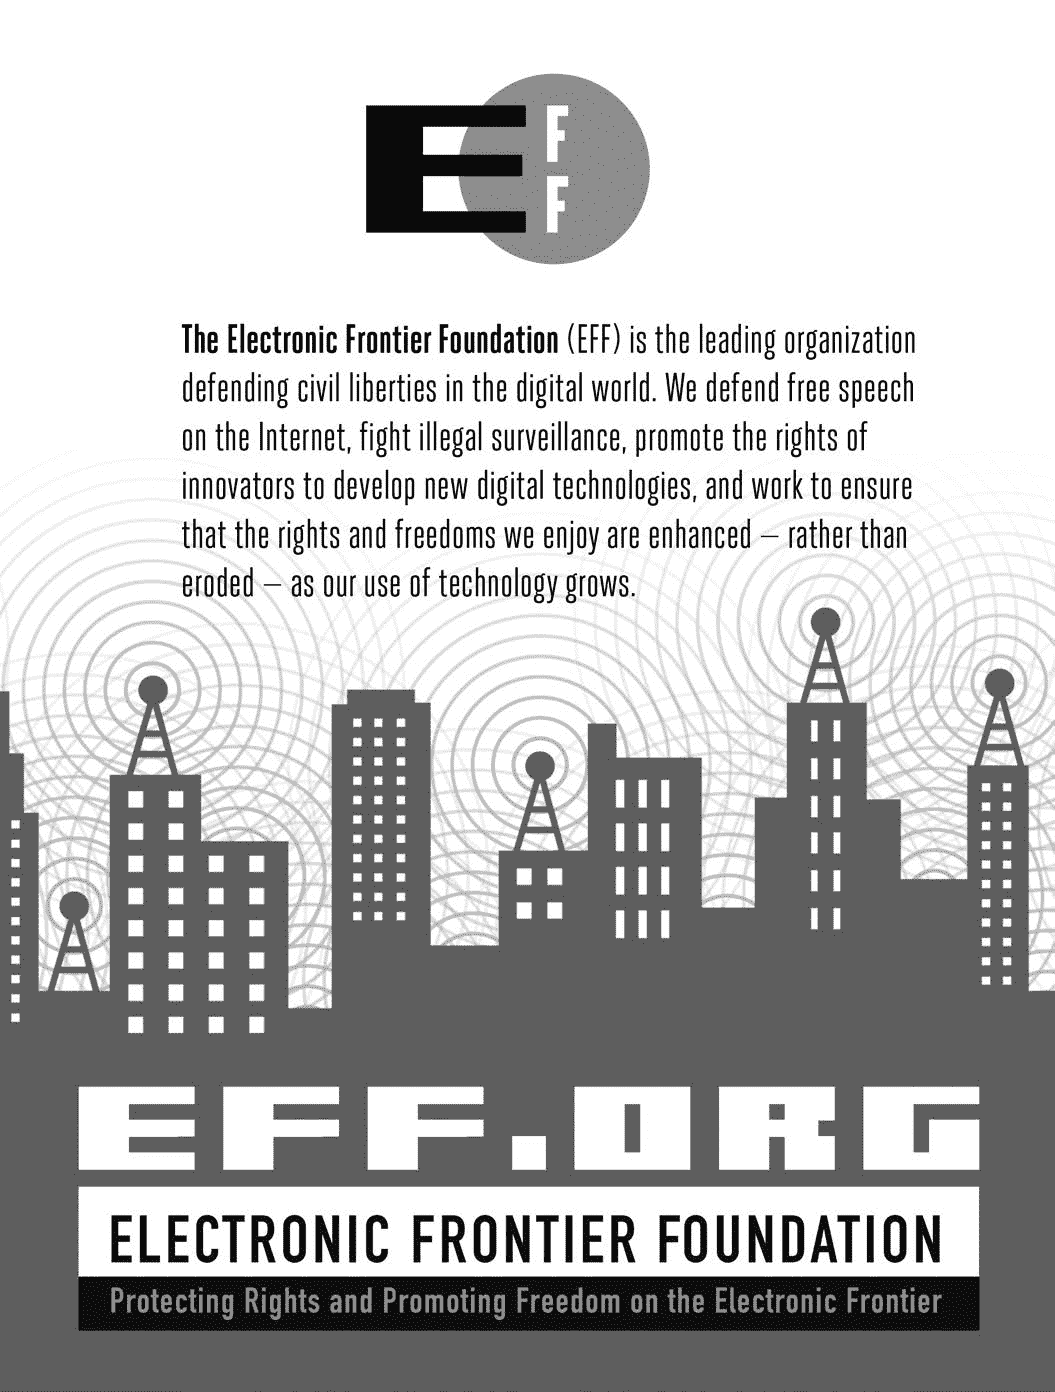 E
F
F
The Electronic Frontier Foundation (EFF) is the leading organization
defending civil liberties in the digital world. We defend free speech
on the Internet, fight illegal surveillance, promote the rights of
innovators to develop new digital technologies, and work to ensure
that the rights and freedoms we enjoy are enhanced – rather than
eroded – as our use of technology grows.
EFF.ORG
ELECTRONIC FRONTIER FOUNDATION
Protecting Rights and Promoting Freedom on the Electronic Frontier